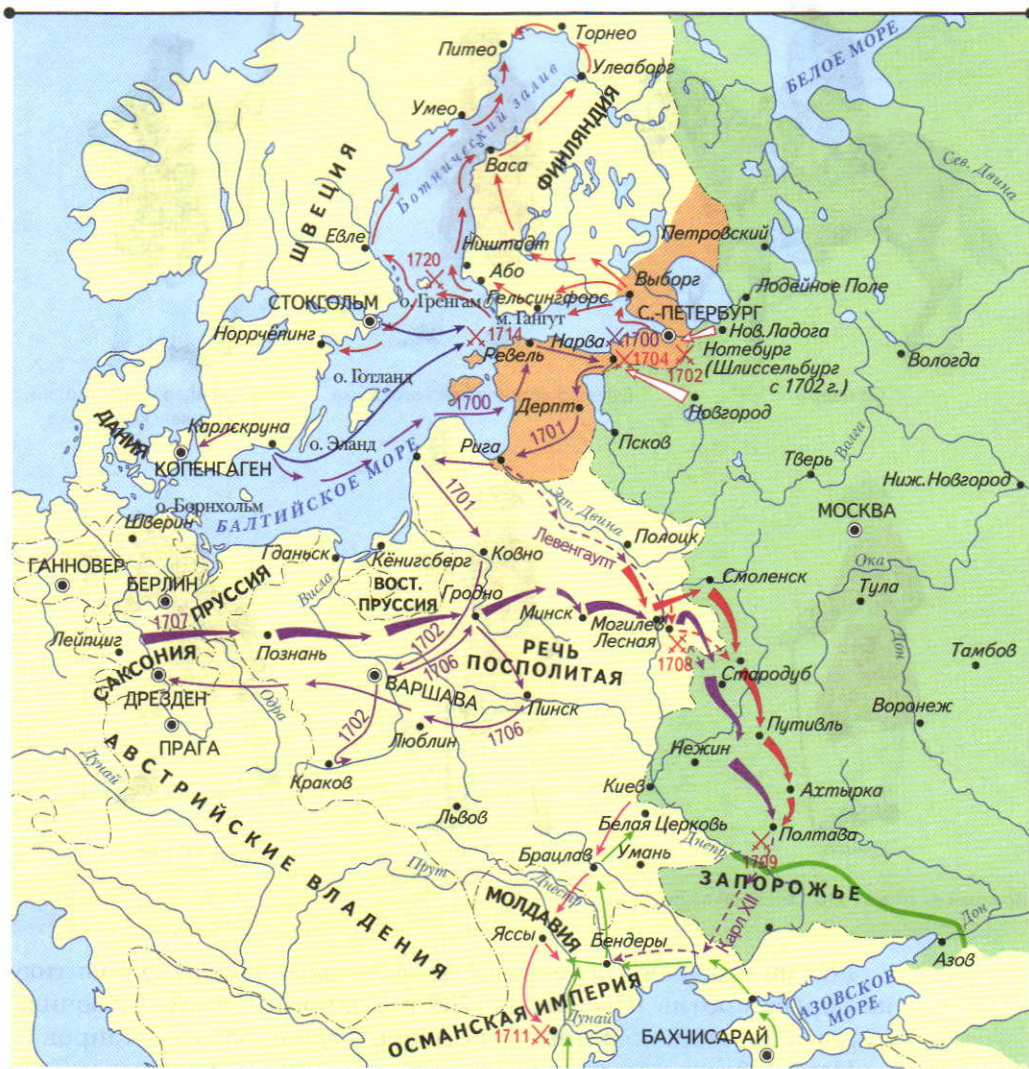 Торнео
Питео
Улеаборг
БЕЛОЕ МОРЕ
Умео
Ботнический залив
ФИНЛЯНДИЯ
Васа
Сев. Двина
ШВЕЦИЯ
Евле
Ништадт
Петровский
1720
Або
Выборг
Лодейное Поле
СТОКГОЛЬМ
о. Гренгам
Гельсингфорс
м. Гангут
С.-ПЕТЕРБУРГ
Норрчёпинг
1714
Ревель
Нарва
1700
Нов. Ладога
1704
1702
Нотебург
(Шлиссельбург
с 1702 г.)
Вологда
о. Готланд
1700
Дерпт
Новгород
ДАНИЯ
Карлскруна
1701
Псков
Волга
КОПЕНГАГЕН
о. Эланд
Рига
Тверь
Ниж. Новгород
о. Борнхольм
БАЛТИЙСКОЕ МОРЕ
1701
Зап. Двина
МОСКВА
Шверин
Левенгаупт
Полоцк
ГАННОВЕР
Гданьск
Кёнигсберг
Ковно
Ока
БЕРЛИН
ПРУССИЯ
Висла
ВОСТ.
ПРУССИЯ
Гродно
Смоленск
Тула
1707
Минск
Могилев
Лейпциг
Познань
1702
Лесная
Дон
САКСОНИЯ
1706
РЕЧЬ
ПОСПОЛИТАЯ
1708
Тамбов
ДРЕЗДЕН
Одра
ВАРШАВА
Пинск
Стародуб
Воронеж
ПРАГА
1702
Люблин
1706
Путивль
Дунай
Краков
Нежин
АВСТРИЙСКИЕ ВЛАДЕНИЯ
Киев
Ахтырка
Львов
Белая Церковь
Полтава
Брацлав
Умань
Днепр
1709
Прут
Днестр
ЗАПОРОЖЬЕ
МОЛДАВИЯ
Карл XII
Дон
Яссы
Бендеры
Азов
ОСМАНСКАЯ ИМПЕРИЯ
Дунай
АЗОВСКОЕ
МОРЕ
1711
БАХЧИСАРАЙ